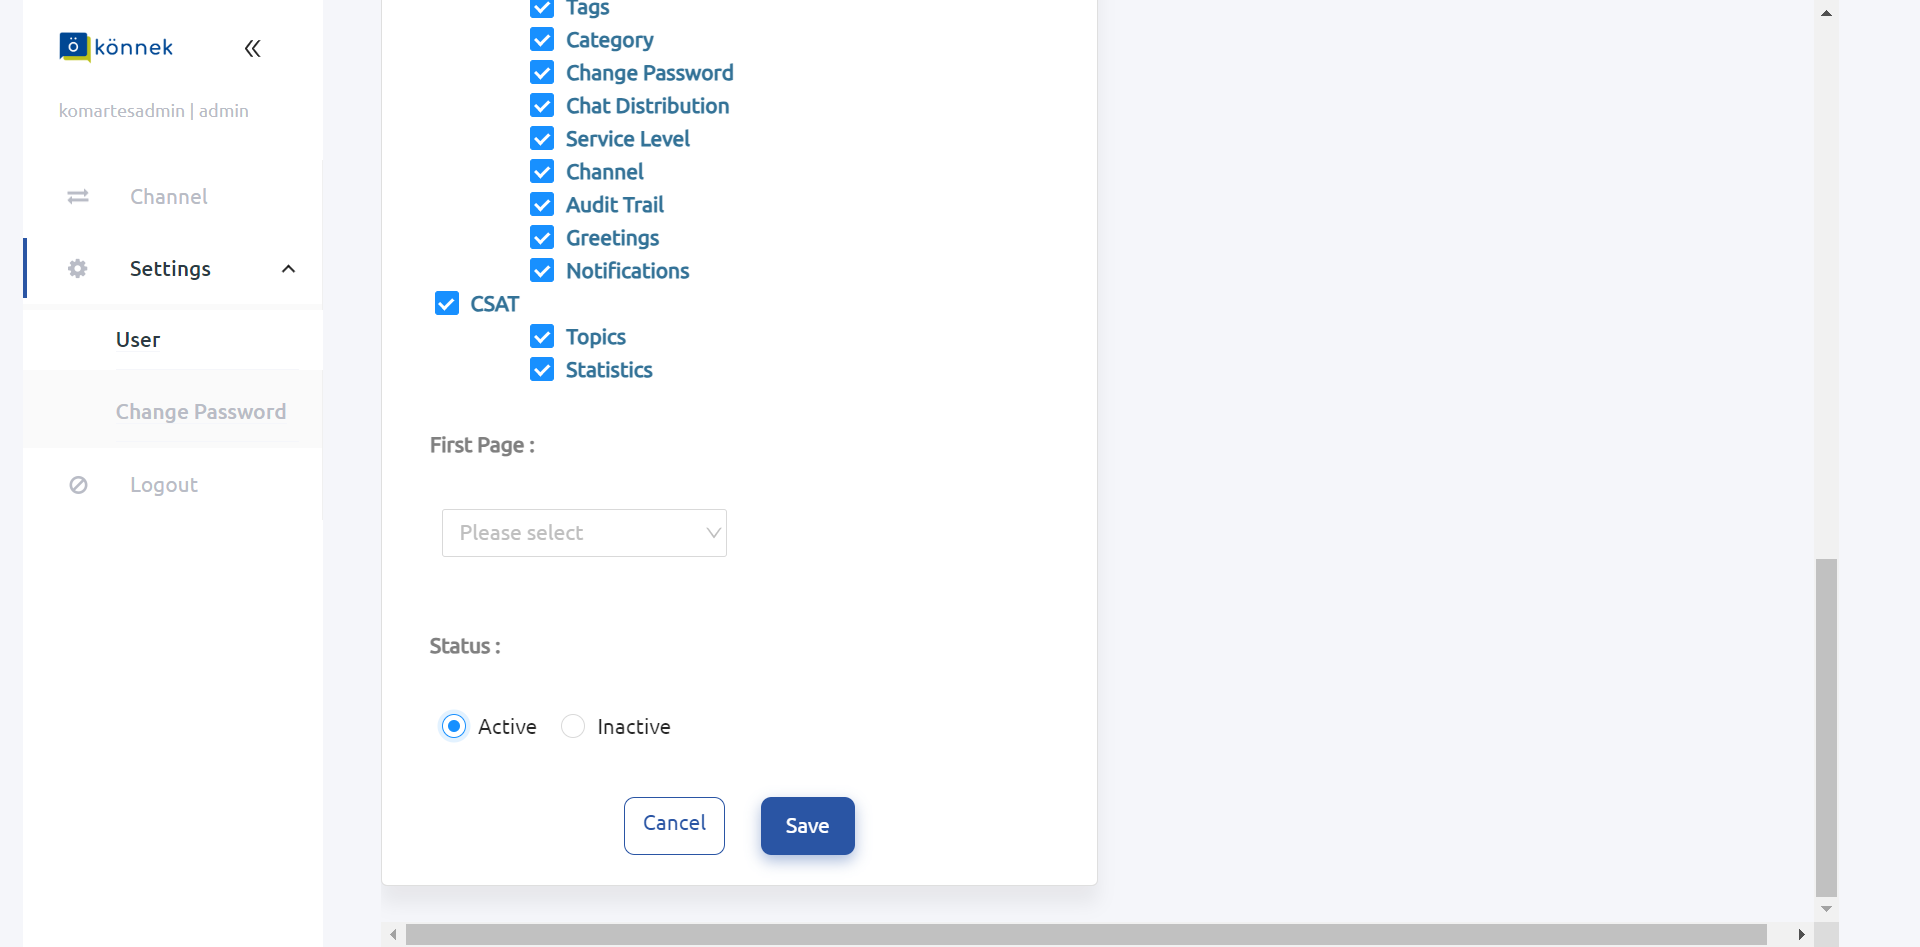 ö könnek
komartesadmin | admin
Channel
Settings
User
Change Password
Logout
Tags
Category
Change Password
Chat Distribution
Service Level
Channel
Audit Trail
Greetings
Notifications
CSAT
Topics
Statistics
First Page :
Please select
Status :
Active Inactive
Cancel Save